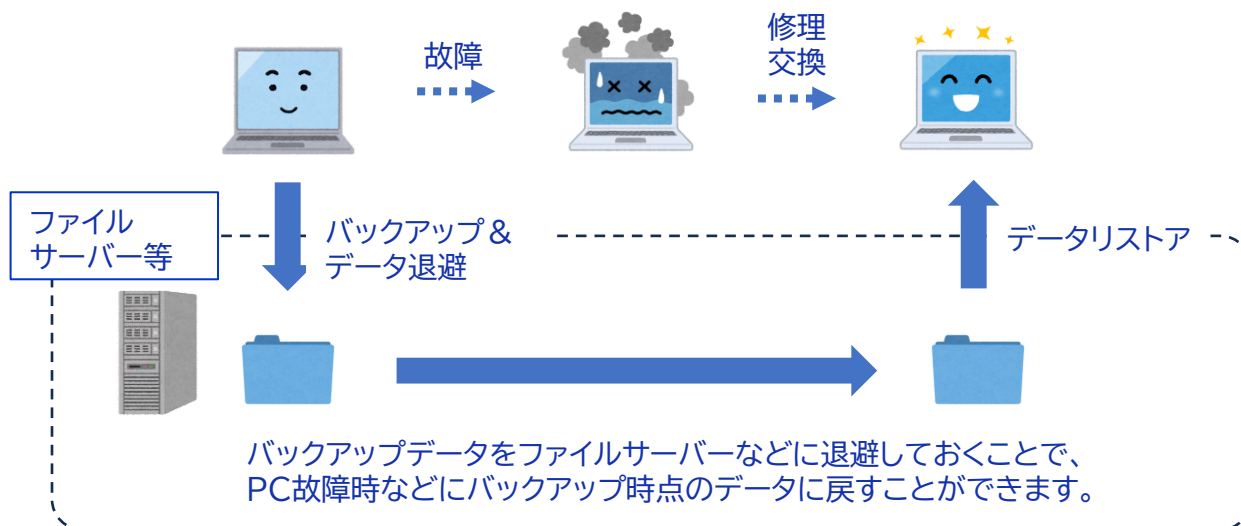 故障
修理
交換
ファイル
サーバー等
バックアップ＆
データ退避
データリストア
バックアップデータをファイルサーバーなどに退避しておくことで、
PC故障時などにバックアップ時点のデータに戻すことができます。